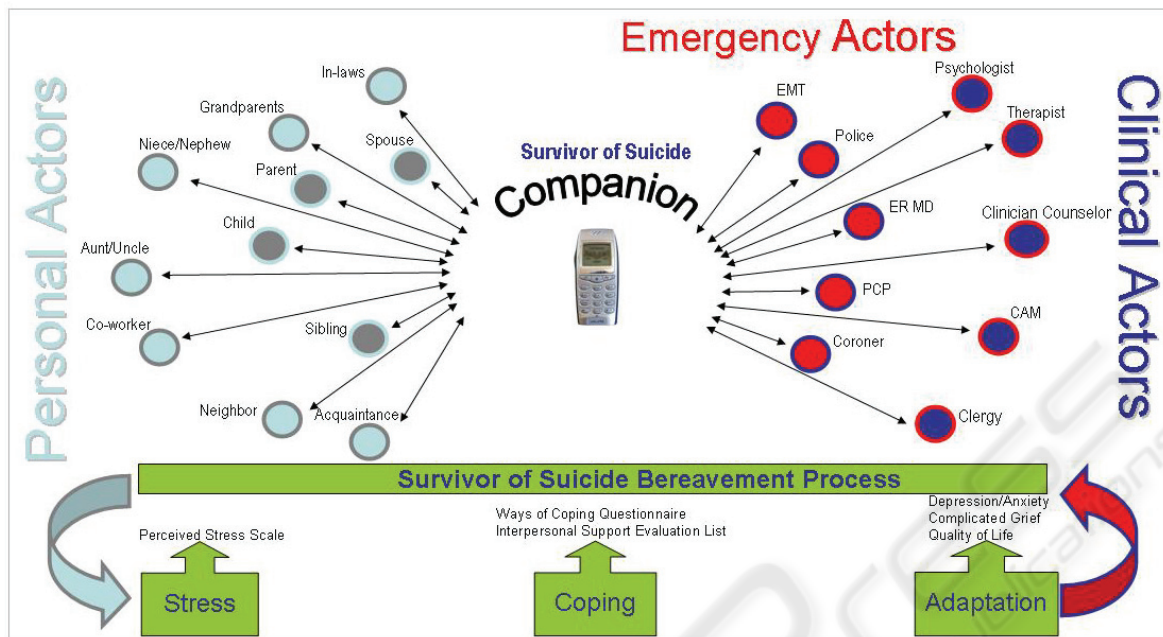 Emergency Actors
Personal Actors
Clinical Actors
In-laws
Grandparents
Spouse
Niece/Nephew
Parent
Child
Aunt/Uncle
Co-worker
Sibling
Neighbor
Acquaintance
Survivor of Suicide
Companion
EMT
Police
ER MD
PCP
Coroner
Psychologist
Therapist
Clinician Counselor
CAM
Clergy
Survivor of Suicide Bereavement Process
Perceived Stress Scale
Ways of Coping Questionnaire
Interpersonal Support Evaluation List
Depression/Anxiety
Complicated Grief
Quality of Life
Stress
Coping
Adaptation